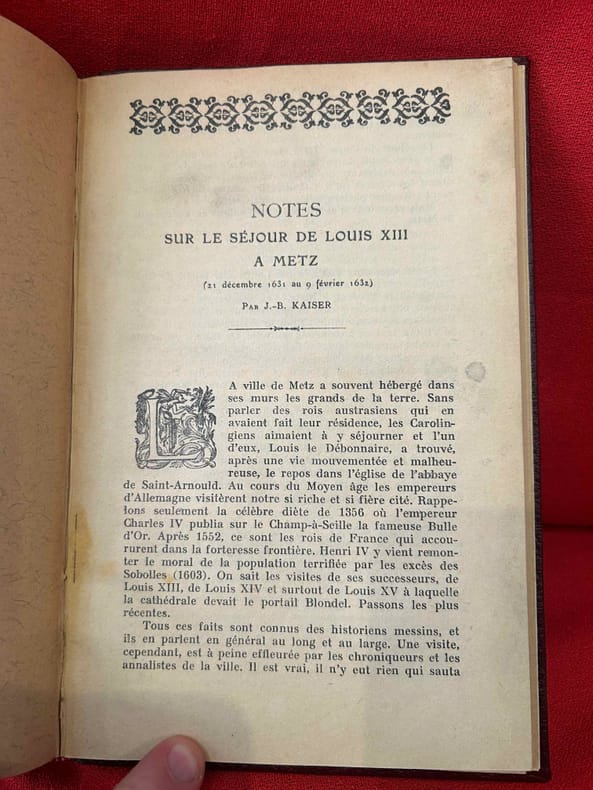 NOTES
SUR LE SÉJOUR DE LOUIS XIII
A METZ
(21 décembre 1631 au 9 février 1632)
PAR J.-B. KAISER
LA ville de Metz a souvent hébergé dans
ses murs les grands de la terre. Sans
parler des rois austrasiens qui en
avaient fait leur résidence, les Carolin-
giens aimaient à y séjourner et l'un
d'eux, Louis le Débonnaire, a trouvé,
après une vie mouvementée et malheu-
reuse, le repos dans l'église de l'abbaye
de Saint-Arnould. Au cours du Moyen âge les empereurs
d'Allemagne visitèrent notre si riche et si fière cité. Rappe-
lons seulement la célèbre diète de 1356 où l'empereur
Charles IV publia sur le Champ-à-Seille la fameuse Bulle
d'Or. Après 1552, ce sont les rois de France qui accou-
rurent dans la forteresse frontière. Henri IV y vient remon-
ter le moral de la population terrifiée par les excès des
Sobolles (1603). On sait les visites de ses successeurs, de
Louis XIII, de Louis XIV et surtout de Louis XV à laquelle
la cathédrale devait le portail Blondel. Passons les plus
récentes.
Tous ces faits sont connus des historiens messins, et
ils en parlent en général au long et au large. Une visite,
cependant, est à peine effleurée par les chroniqueurs et les
annalistes de la ville. Il est vrai, il n'y eut rien qui sauta